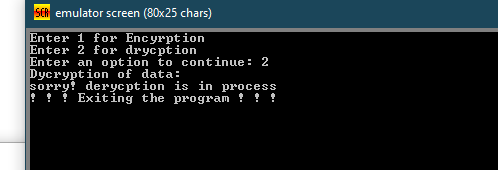 SCR emulator screen (80x25 chars)
Enter 1 for Encyrption
Enter 2 for drycption
Enter an option to continue: 2
Dycryption of data:
sorry! derycption is in process
! ! ! Exiting the program ! ! !